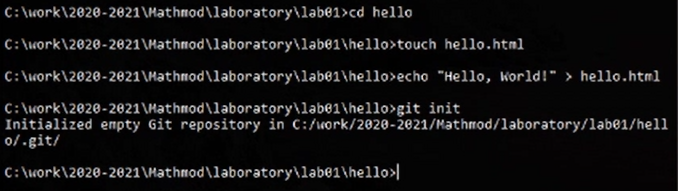 C:\work\2020-2021\Mathmod\laboratory\lab01>cd hello
C:\work\2020-2021\Mathmod\laboratory\lab01\hello>touch hello.html
C:\work\2020-2021\Mathmod\laboratory\lab01\hello>echo "Hello, World!" > hello.html
C:\work\2020-2021\Mathmod\laboratory\lab01\hello>git init
Initialized empty Git repository in C:/work/2020-2021/Mathmod/laboratory/lab01/hell
o/.git/
C:\work\2020-2021\Mathmod\laboratory\lab01\hello>